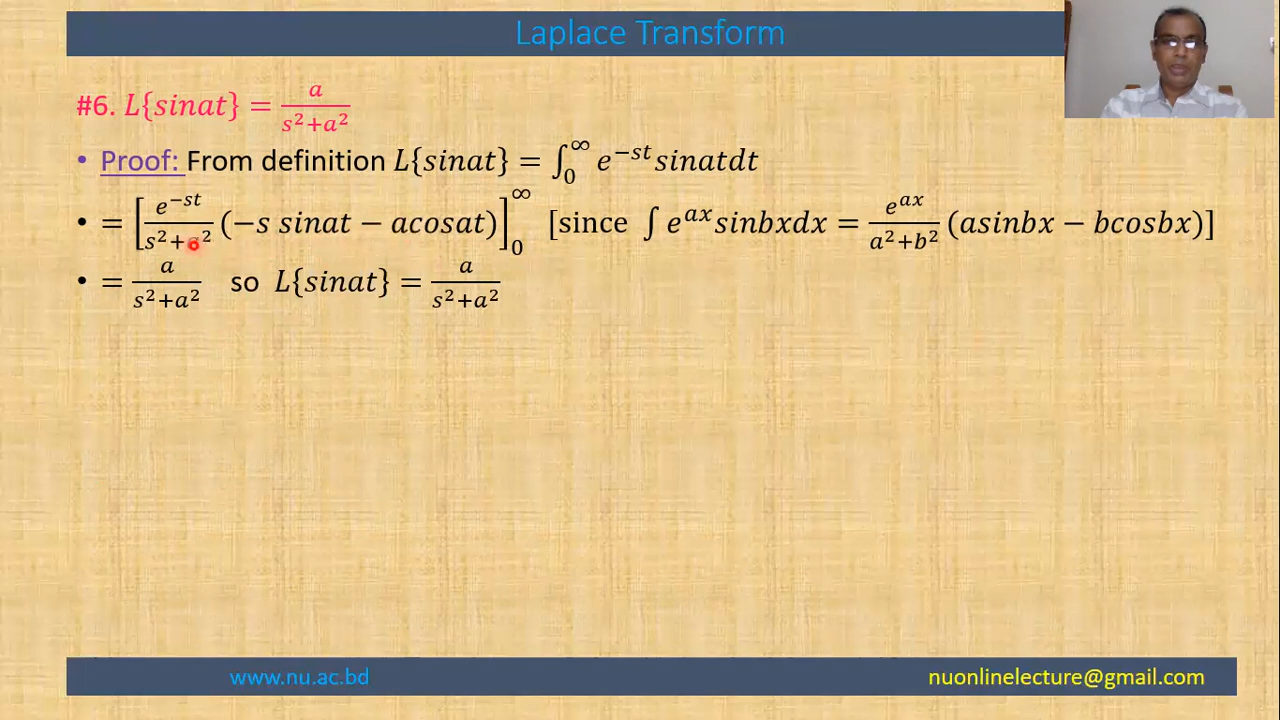 Laplace Transform
#6. L{sinat} = a/(s²+a²)
• Proof: From definition L{sinat} = ∫₀^∞ e^(−st) sinatdt
• = [e^(−st)/(s²+a²) (−s sinat − acosat)]₀^∞ [since ∫ e^(ax) sinbxdx = e^(ax)/(a²+b²) (asinbx − bcosbx)]
• = a/(s²+a²) so L{sinat} = a/(s²+a²)
www.nu.ac.bd nuonlinelecture@gmail.com